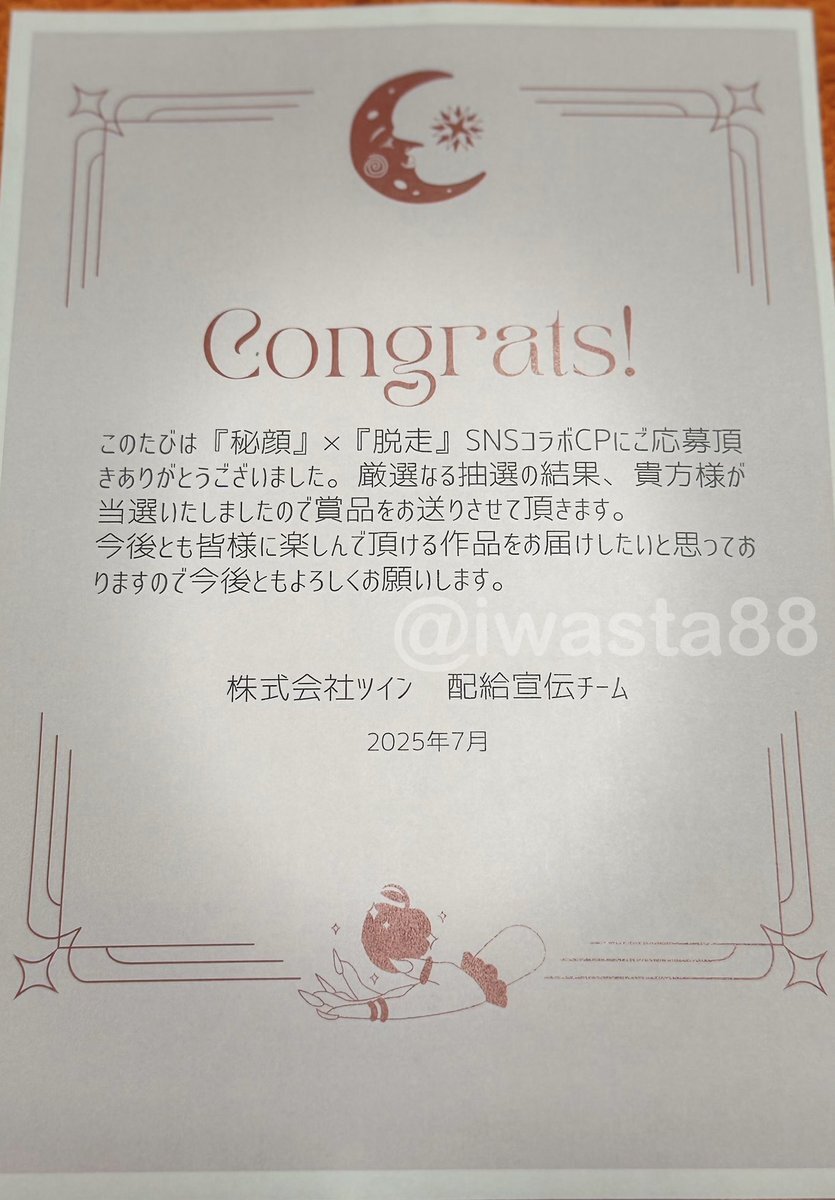 Congrats!
このたびは『秘顔』×『脱走』SNSコラボCPにご応募頂
きありがとうございました。厳選なる抽選の結果、貴方様が
当選いたしましたので賞品をお送りさせて頂きます。
今後とも皆様に楽しんで頂ける作品をお届けしたいと思ってお
りますので今後ともよろしくお願いします。
@iwasta88
株式会社ツイン　配給宣伝チーム
2025年7月